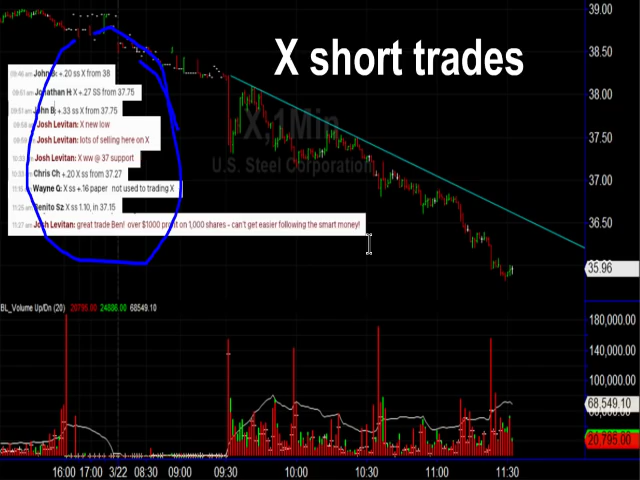 X short trades
39.00
38.50
38.00
37.50
37.00
36.50
35.96
09:46 am John B: +.20 ss X from 38
09:51 am Jonathan H: X +.27 SS from 37.75
09:51 am John B: +.33 ss X from 37.75
09:58 am Josh Levitan: X new low
09:59 am Josh Levitan: lots of selling here on X
10:33 am Josh Levitan: X ww @ 37 support
10:33 am Chris Ch: +.20 X ss from 37.27
Wayne Q: X ss +.16 paper not used to trading X
11:25 am Benito Sz: X ss 1.10, in 37.15
11:27 am Josh Levitan: great trade Ben! over $1000 profit on 1,000 shares - can't get easier following the smart money!
X,1Min
U.S. Steel Corporation
BL_Volume Up/Dn (20) 20795.00 24886.00 68549.10
180,000.00
140,000.00
100,000.00
68,549.10
20,795.00
16:00 17:00 3/22 08:30 09:00 09:30 10:00 10:30 11:00 11:30